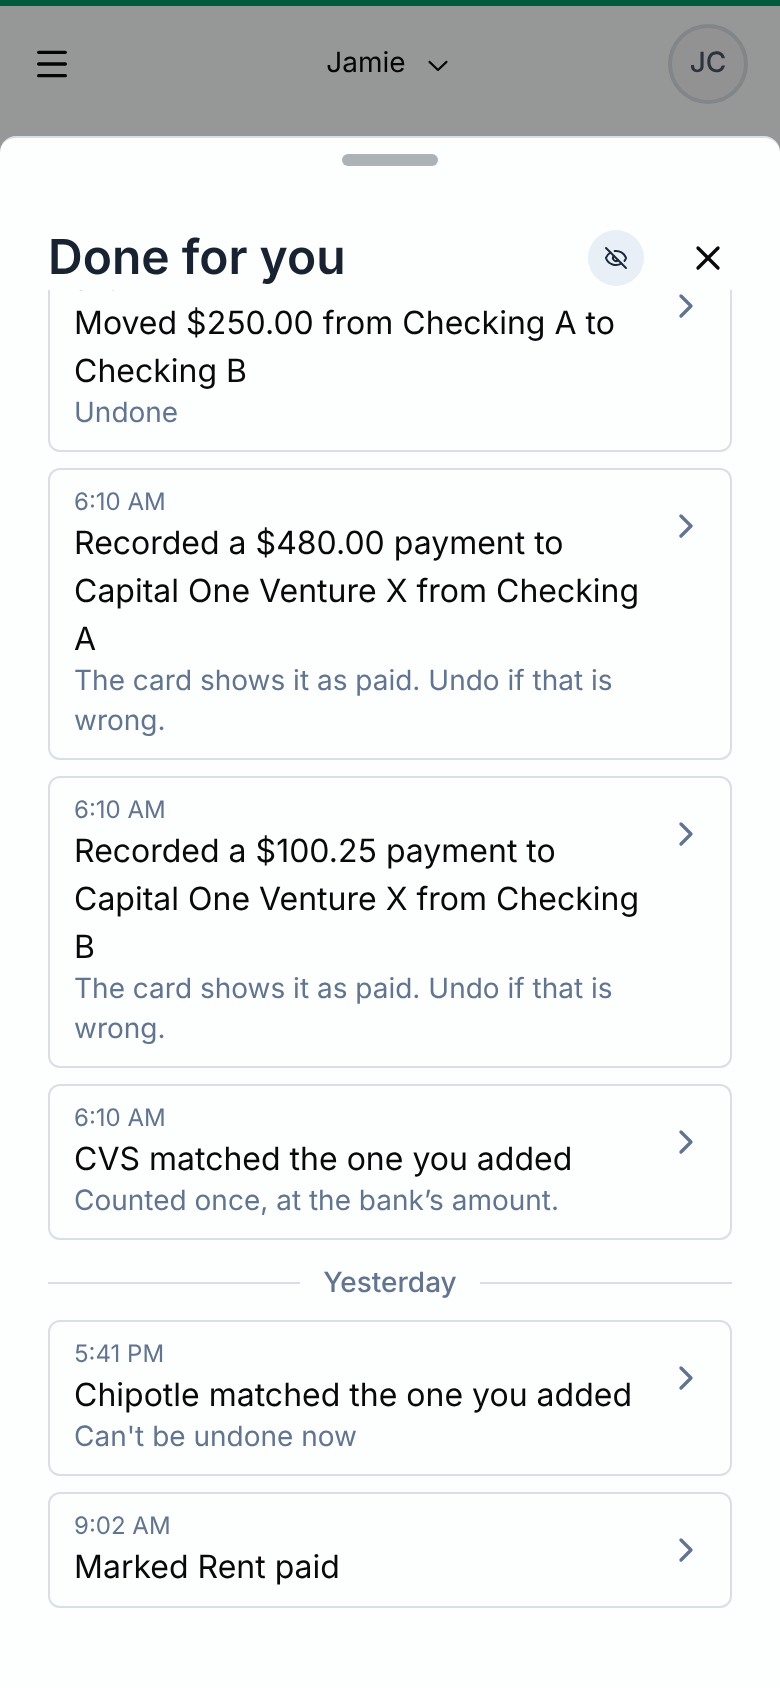 Jamie
JC
Done for you
Moved $250.00 from Checking A to
Checking B
Undone
6:10 AM
Recorded a $480.00 payment to
Capital One Venture X from Checking
A
The card shows it as paid. Undo if that is
wrong.
6:10 AM
Recorded a $100.25 payment to
Capital One Venture X from Checking
B
The card shows it as paid. Undo if that is
wrong.
6:10 AM
CVS matched the one you added
Counted once, at the bank’s amount.
Yesterday
5:41 PM
Chipotle matched the one you added
Can't be undone now
9:02 AM
Marked Rent paid